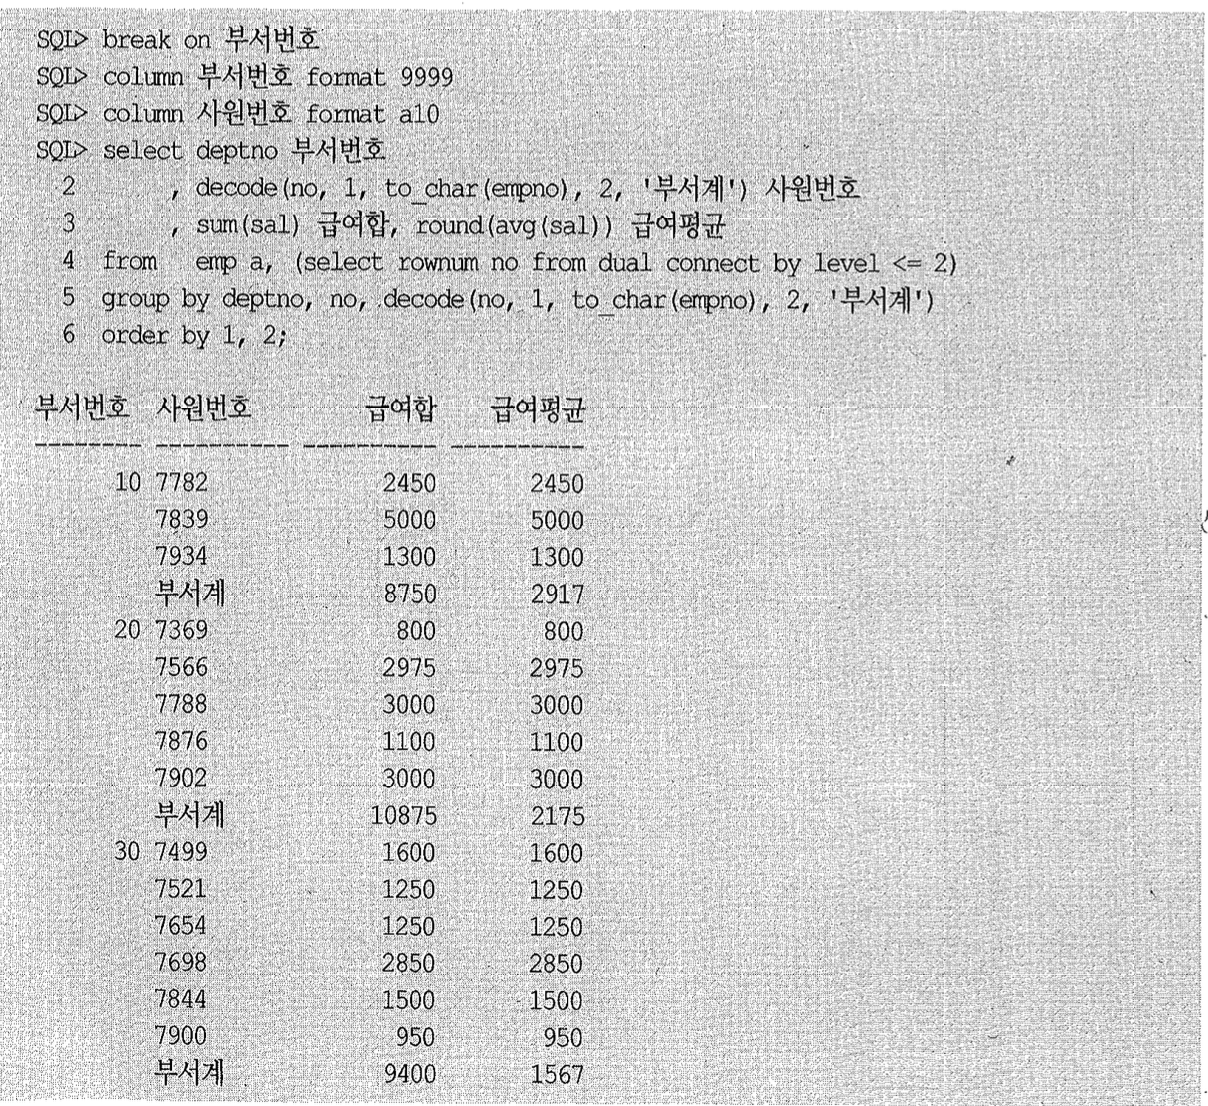 SQL> break on 부서번호
SQL> column 부서번호 format 9999
SQL> column 사원번호 format a10
SQL> select deptno 부서번호
2 , decode(no, 1, to_char(empno), 2, '부서계') 사원번호
3 , sum(sal) 급여합, round(avg(sal)) 급여평균
4 from emp a, (select rownum no from dual connect by level <= 2)
5 group by deptno, no, decode(no, 1, to_char(empno), 2, '부서계')
6 order by 1, 2;
부서번호 사원번호 급여합 급여평균
-------- ---------- ---------- ----------
10 7782 2450 2450
7839 5000 5000
7934 1300 1300
부서계 8750 2917
20 7369 800 800
7566 2975 2975
7788 3000 3000
7876 1100 1100
7902 3000 3000
부서계 10875 2175
30 7499 1600 1600
7521 1250 1250
7654 1250 1250
7698 2850 2850
7844 1500 1500
7900 950 950
부서계 9400 1567